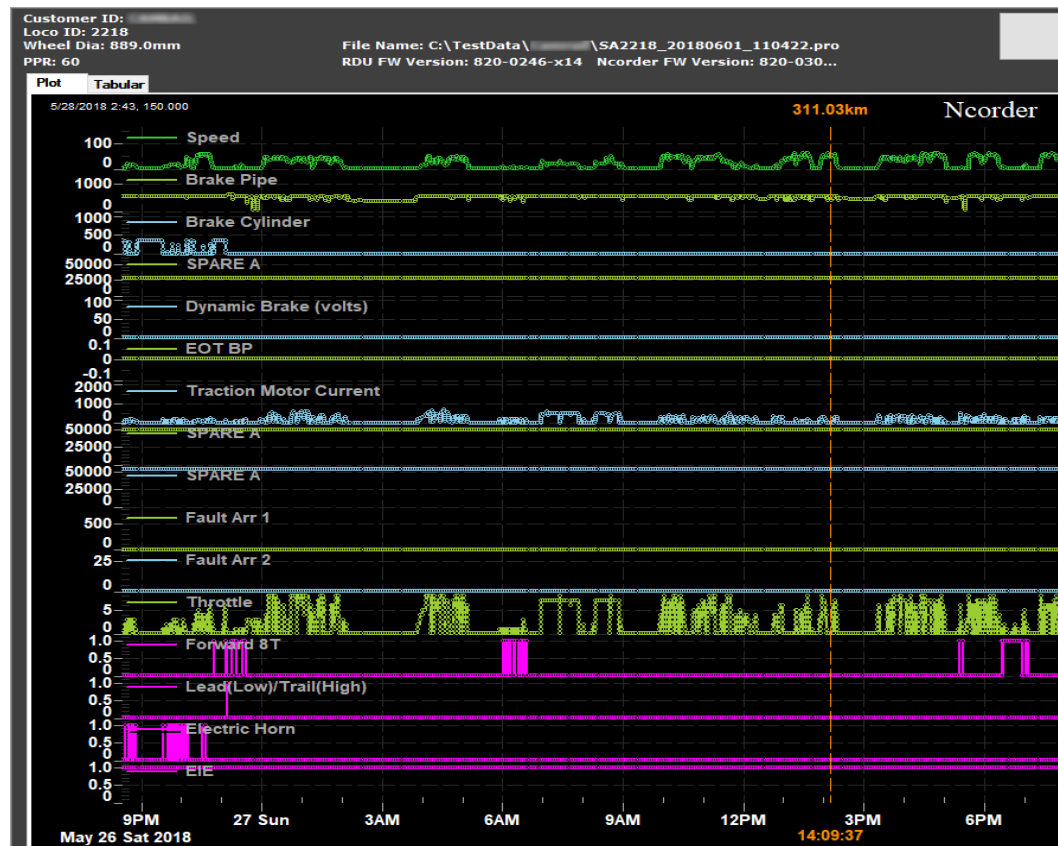 Customer ID:
Loco ID: 2218
Wheel Dia: 889.0mm File Name: C:\TestData\ \SA2218_20180601_110422.pro
PPR: 60 RDU FW Version: 820-0246-x14 Ncorder FW Version: 820-030...
Plot Tabular
5/28/2018 2:43, 150.000 311.03km Ncorder
Speed
100
0
Brake Pipe
1000
0
Brake Cylinder
1000
500
0
SPARE A
50000
25000
0
Dynamic Brake (volts)
100
50
0
EOT BP
0.1
0
-0.1
Traction Motor Current
2000
1000
0
SPARE A
50000
25000
0
SPARE A
50000
25000
0
Fault Arr 1
500
0
Fault Arr 2
25
0
Throttle
5
0
Forward 8T
1.0
0.5
0
Lead(Low)/Trail(High)
1.0
0.5
0
Electric Horn
1.0
0.5
0
EIE
1.0
0.5
0
9PM 27 Sun 3AM 6AM 9AM 12PM 3PM 6PM
May 26 Sat 2018 14:09:37